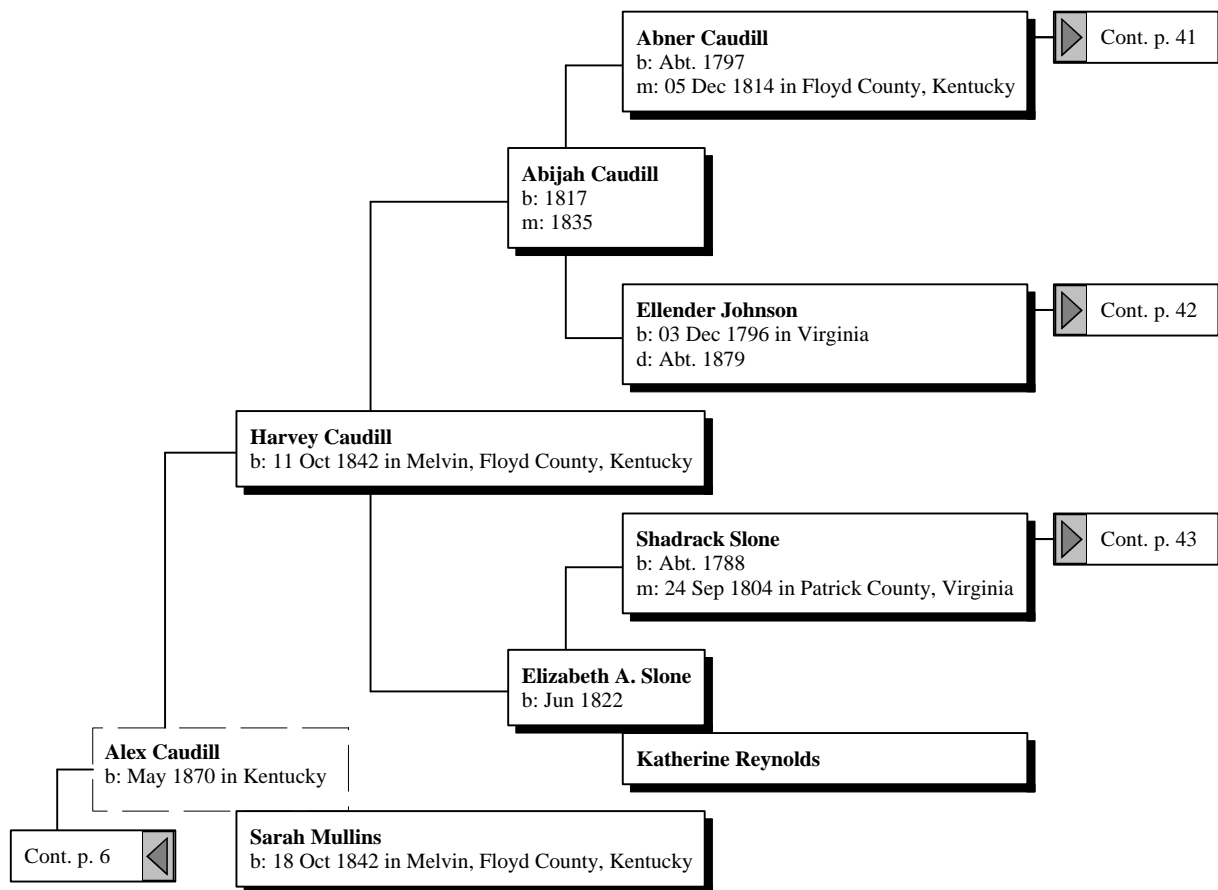 Abner Caudill
b: Abt. 1797
m: 05 Dec 1814 in Floyd County, Kentucky
Cont. p. 41
Abijah Caudill
b: 1817
m: 1835
Ellender Johnson
b: 03 Dec 1796 in Virginia
d: Abt. 1879
Cont. p. 42
Harvey Caudill
b: 11 Oct 1842 in Melvin, Floyd County, Kentucky
Shadrack Slone
b: Abt. 1788
m: 24 Sep 1804 in Patrick County, Virginia
Cont. p. 43
Elizabeth A. Slone
b: Jun 1822
Katherine Reynolds
Alex Caudill
b: May 1870 in Kentucky
Cont. p. 6
Sarah Mullins
b: 18 Oct 1842 in Melvin, Floyd County, Kentucky